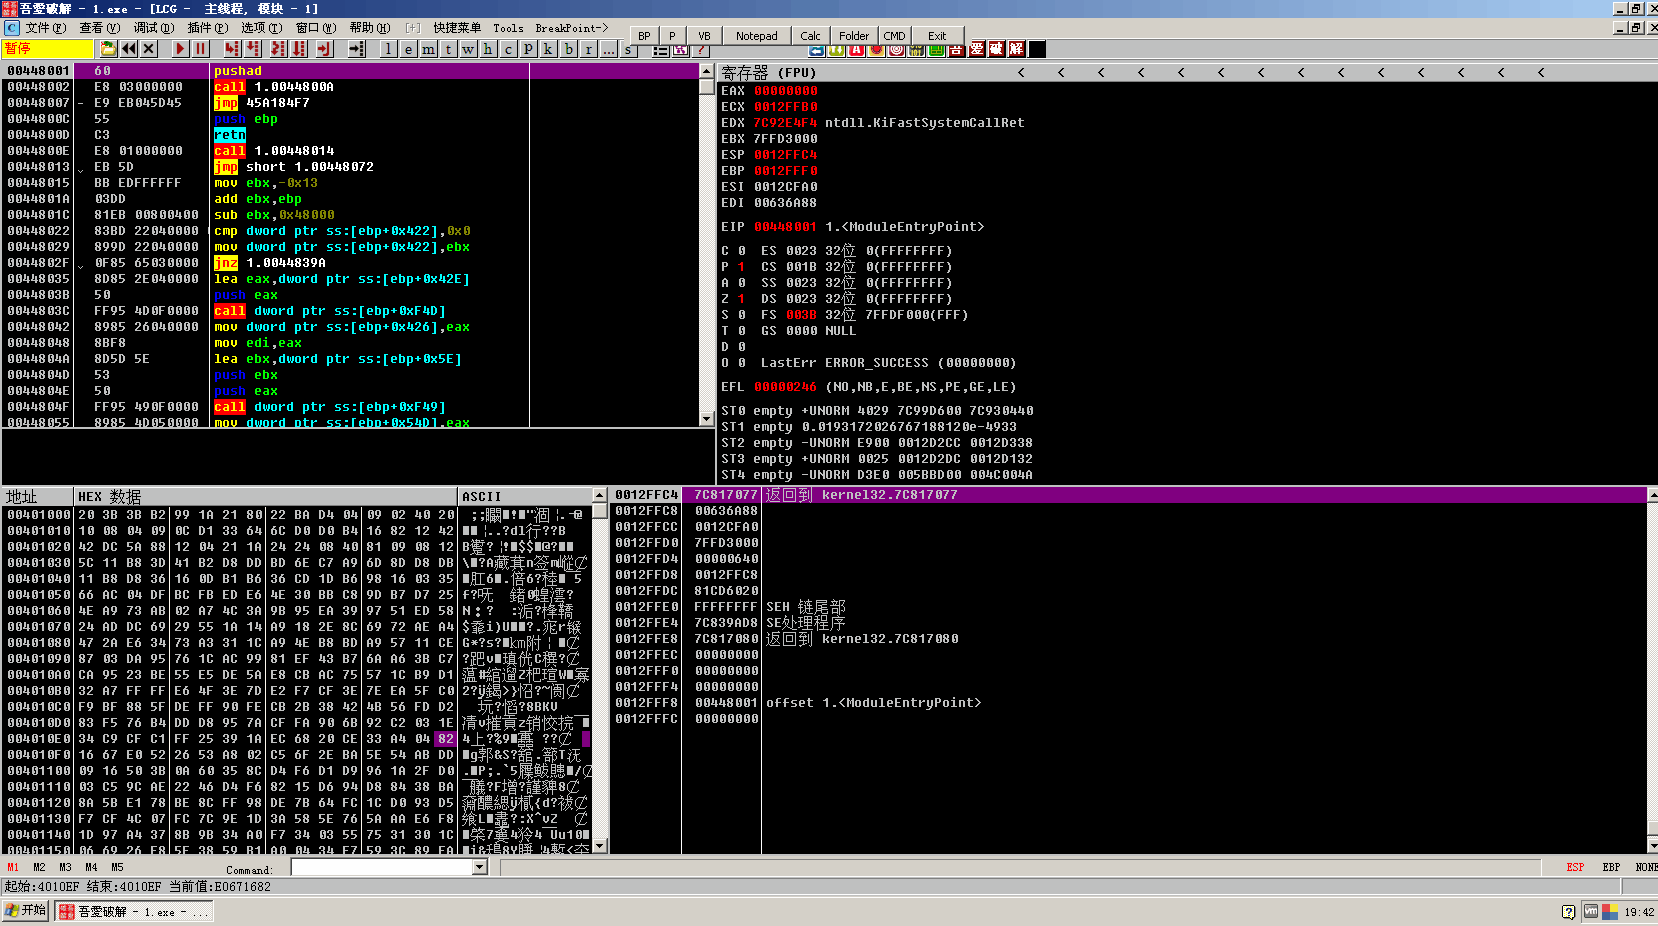 吾愛破解 - 1.exe - [LCG -  主线程, 模块 - 1]
文件(F) 查看(V) 调试(D) 插件(P) 选项(T) 窗口(W) 帮助(H) [+] 快捷菜单 Tools BreakPoint->
BP P VB Notepad Calc Folder CMD Exit
暂停 l e m t w h c p k b r ... s
00448001 60 pushad
00448002 E8 03000000 call 1.0044800A
00448007 - E9 EB045D45 jmp 45A184F7
0044800C 55 push ebp
0044800D C3 retn
0044800E E8 01000000 call 1.00448014
00448013 EB 5D jmp short 1.00448072
00448015 BB EDFFFFFF mov ebx,-0x13
0044801A 03DD add ebx,ebp
0044801C 81EB 00800400 sub ebx,0x48000
00448022 83BD 22040000 cmp dword ptr ss:[ebp+0x422],0x0
00448029 899D 22040000 mov dword ptr ss:[ebp+0x422],ebx
0044802F 0F85 65030000 jnz 1.0044839A
00448035 8D85 2E040000 lea eax,dword ptr ss:[ebp+0x42E]
0044803B 50 push eax
0044803C FF95 4D0F0000 call dword ptr ss:[ebp+0xF4D]
00448042 8985 26040000 mov dword ptr ss:[ebp+0x426],eax
00448048 8BF8 mov edi,eax
0044804A 8D5D 5E lea ebx,dword ptr ss:[ebp+0x5E]
0044804D 53 push ebx
0044804E 50 push eax
0044804F FF95 490F0000 call dword ptr ss:[ebp+0xF49]
00448055 8985 4D050000 mov dword ptr ss:[ebp+0x54D],eax
寄存器 (FPU) < < < < < < < < < < < < < <
EAX 00000000
ECX 0012FFB0
EDX 7C92E4F4 ntdll.KiFastSystemCallRet
EBX 7FFD3000
ESP 0012FFC4
EBP 0012FFF0
ESI 0012CFA0
EDI 00636A88
EIP 00448001 1.<ModuleEntryPoint>
C 0 ES 0023 32位 0(FFFFFFFF)
P 1 CS 001B 32位 0(FFFFFFFF)
A 0 SS 0023 32位 0(FFFFFFFF)
Z 1 DS 0023 32位 0(FFFFFFFF)
S 0 FS 003B 32位 7FFDF000(FFF)
T 0 GS 0000 NULL
D 0
O 0 LastErr ERROR_SUCCESS (00000000)
EFL 00000246 (NO,NB,E,BE,NS,PE,GE,LE)
ST0 empty +UNORM 4029 7C99D600 7C930440
ST1 empty 0.0193172026767188120e-4933
ST2 empty -UNORM E900 0012D2CC 0012D338
ST3 empty +UNORM 0025 0012D2DC 0012D132
ST4 empty -UNORM D3E0 005BBD00 004C004A
地址 HEX 数据 ASCII
00401000 20 3B 3B B2 99 1A 21 80 22 BA D4 04 09 02 40 20
00401010 10 08 04 09 0C D1 33 64 6C D0 D0 B4 16 82 12 42
00401020 42 DC 5A 88 12 04 21 1A 24 24 08 40 81 09 08 12
00401030 5C 11 B8 3D 41 B2 D8 DD BD 6E C7 A9 6D 8D D8 DB
00401040 11 B8 D8 36 16 0D B1 B6 36 CD 1D B6 98 16 03 35
00401050 66 AC 04 DF BC FB ED E6 4E 30 BB C8 9D B7 D7 25
00401060 4E A9 73 AB 02 A7 4C 3A 9B 95 EA 39 97 51 ED 58
00401070 24 AD DC 69 29 55 1A 14 A9 18 2E 8C 69 72 AE A4
00401080 47 2A E6 34 73 A3 31 1C A9 4E B8 BD A9 57 11 CE
00401090 87 03 DA 95 76 1C AC 99 81 EF 43 B7 6A A6 3B C7
004010A0 CA 95 23 BE 55 E5 DE 5A E8 CB AC 75 57 1C B9 D1
004010B0 32 A7 FF FF E6 4F 3E 7D E2 F7 CF 3E 7E EA 5F C0
004010C0 F9 BF 88 5F DE FF 90 FE CB 2B 38 42 4B 56 FD D2
004010D0 83 F5 76 B4 DD D8 95 7A CF FA 90 6B 92 C2 03 1E
004010E0 34 C9 CF C1 FF 25 39 1A EC 68 20 CE 33 A4 04 82
004010F0 16 67 E0 52 26 53 A8 02 C5 6F 2E BA 5E 54 AB DD
00401100 09 16 50 3B 0A 60 35 8C D4 F6 D1 D9 96 1A 2F D0
00401110 03 C5 9C AE 22 46 D4 F6 82 15 D6 94 D8 84 38 BA
00401120 8A 5B E1 78 BE 8C FF 98 DE 7B 64 FC 1C D0 93 D5
00401130 F7 CF 4C 07 FC 7C 9E 1D 3A 58 5E 76 5A AA E6 F8
00401140 1D 97 A4 37 8B 9B 34 A0 F7 34 03 55 75 31 30 1C
00401150 06 69 26 E8 5F 38 59 B1 A0 04 34 E7 59 3C 89 FA
0012FFC4 7C817077 返回到 kernel32.7C817077
0012FFC8 00636A88
0012FFCC 0012CFA0
0012FFD0 7FFD3000
0012FFD4 00000640
0012FFD8 0012FFC8
0012FFDC 81CD6020
0012FFE0 FFFFFFFF SEH 链尾部
0012FFE4 7C839AD8 SE处理程序
0012FFE8 7C817080 返回到 kernel32.7C817080
0012FFEC 00000000
0012FFF0 00000000
0012FFF4 00000000
0012FFF8 00448001 offset 1.<ModuleEntryPoint>
0012FFFC 00000000
M1 M2 M3 M4 M5 Command: ESP EBP NONE
起始:4010EF 结束:4010EF 当前值:E0671682
开始 吾愛破解 - 1.exe - ... 19:42